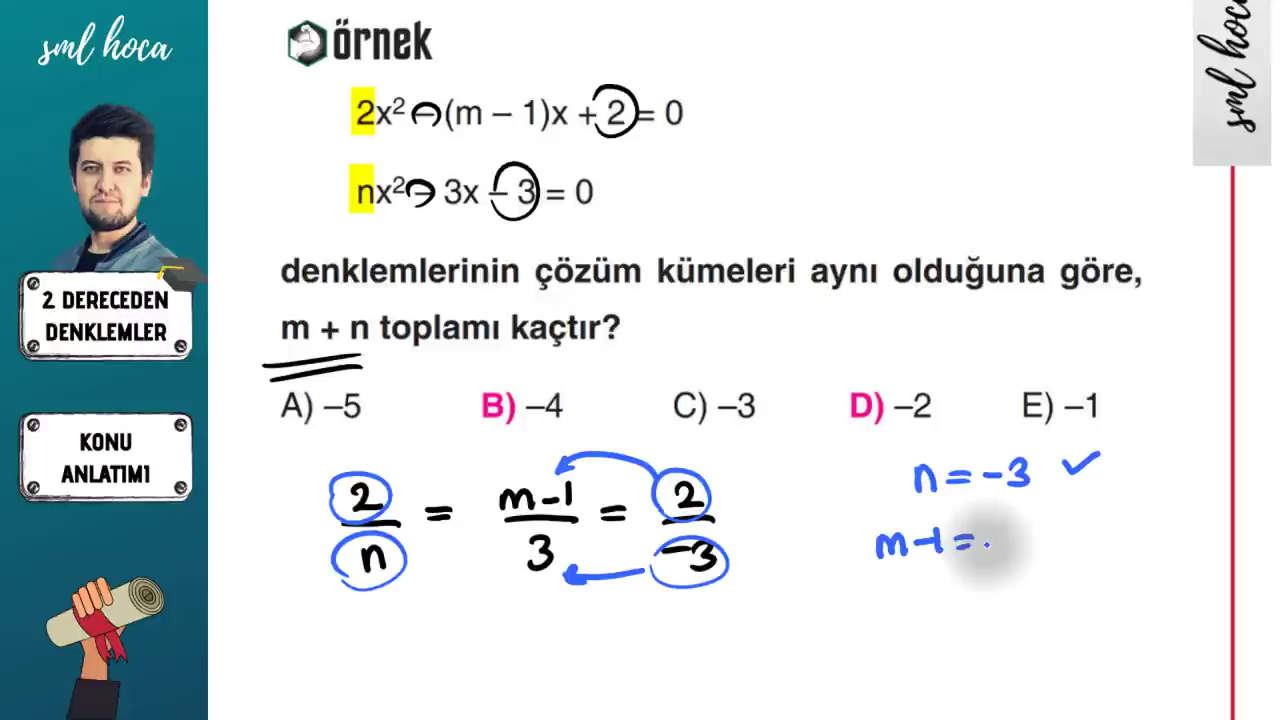 sml hoca
örnek
2x² – (m – 1)x + 2 = 0
nx² – 3x – 3 = 0
denklemlerinin çözüm kümeleri aynı olduğuna göre,
m + n toplamı kaçtır?
A) –5 B) –4 C) –3 D) –2 E) –1
2/n = m-1/3 = 2/-3
n = -3 ✓
m-1 = .
2 DERECEDEN
DENKLEMLER
KONU
ANLATIMI
sml hoca